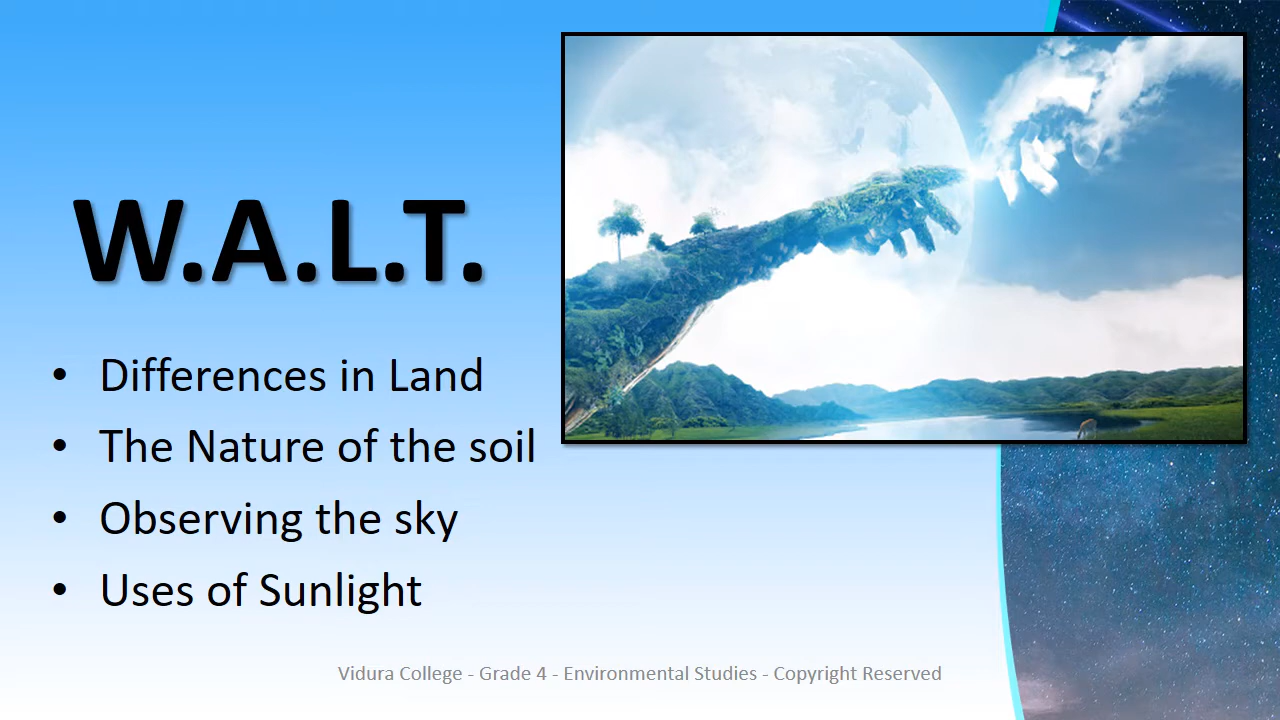 W.A.L.T.
• Differences in Land
• The Nature of the soil
• Observing the sky
• Uses of Sunlight
Vidura College - Grade 4 - Environmental Studies - Copyright Reserved